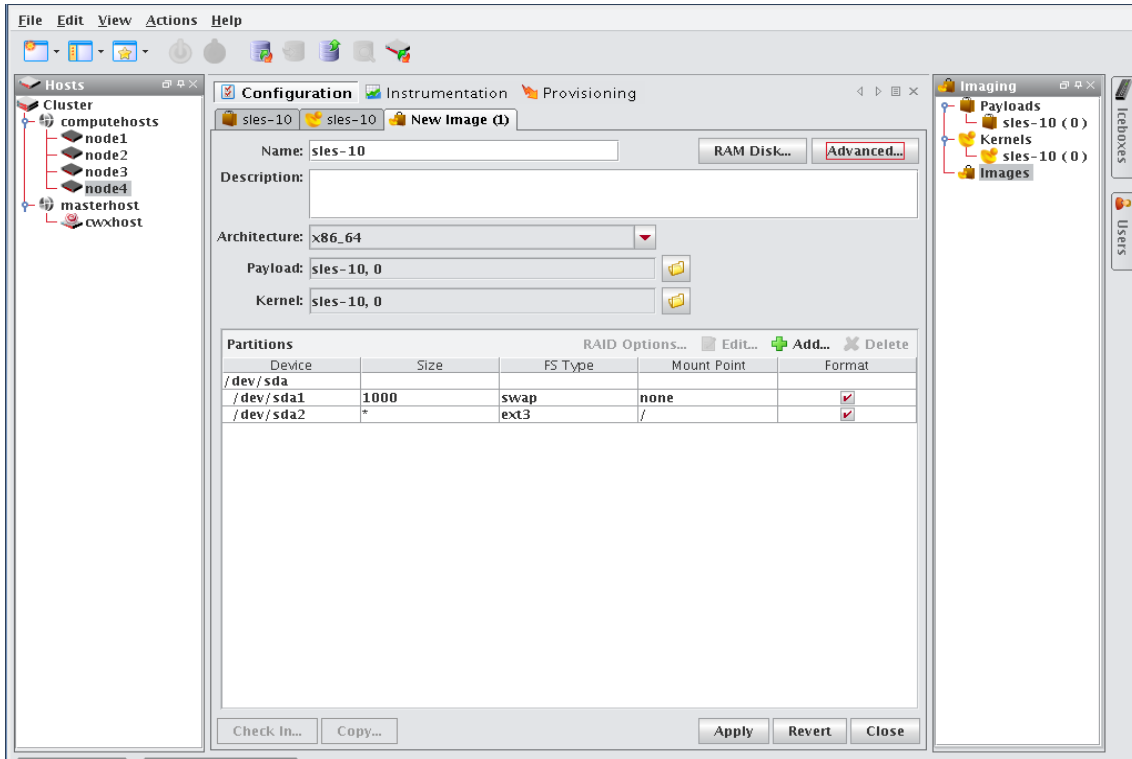 File Edit View Actions Help
Hosts
Cluster
computehosts
node1
node2
node3
node4
masterhost
cwxhost
Configuration Instrumentation Provisioning
sles-10 sles-10 New Image (1)
Name: sles-10 RAM Disk... Advanced...
Description:
Architecture: x86_64
Payload: sles-10, 0
Kernel: sles-10, 0
Partitions RAID Options... Edit... Add... Delete
Device Size FS Type Mount Point Format
/dev/sda
/dev/sda1 1000 swap none
/dev/sda2 * ext3 /
Check In... Copy... Apply Revert Close
Imaging
Payloads
sles-10 (0)
Kernels
sles-10 (0)
Images
Iceboxes
Users